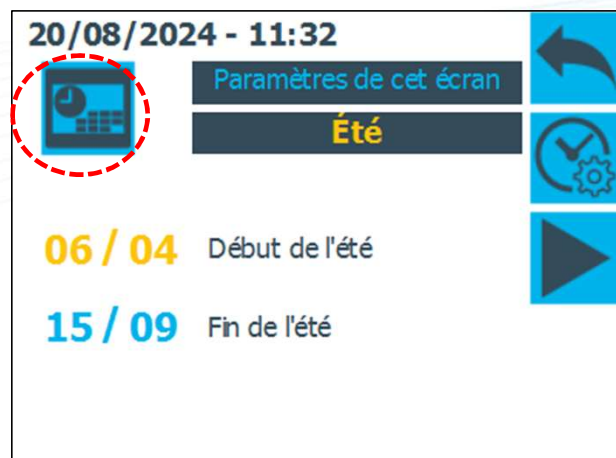 20/08/2024 - 11:32
Paramètres de cet écran
Été
06 / 04 Début de l'été
15 / 09 Fin de l'été